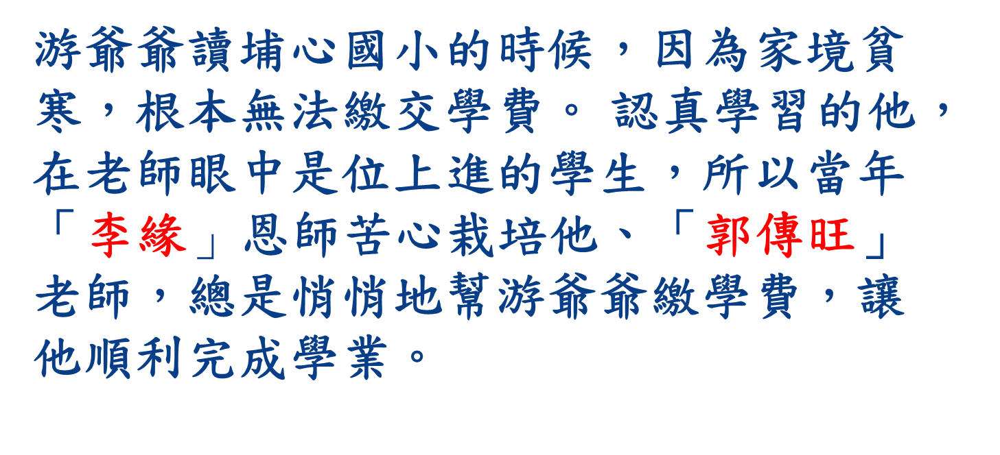 游爺爺讀埔心國小的時候，因為家境貧
寒，根本無法繳交學費。 認真學習的他，
在老師眼中是位上進的學生，所以當年
「李緣」恩師苦心栽培他、「郭傳旺」
老師，總是悄悄地幫游爺爺繳學費，讓
他順利完成學業。